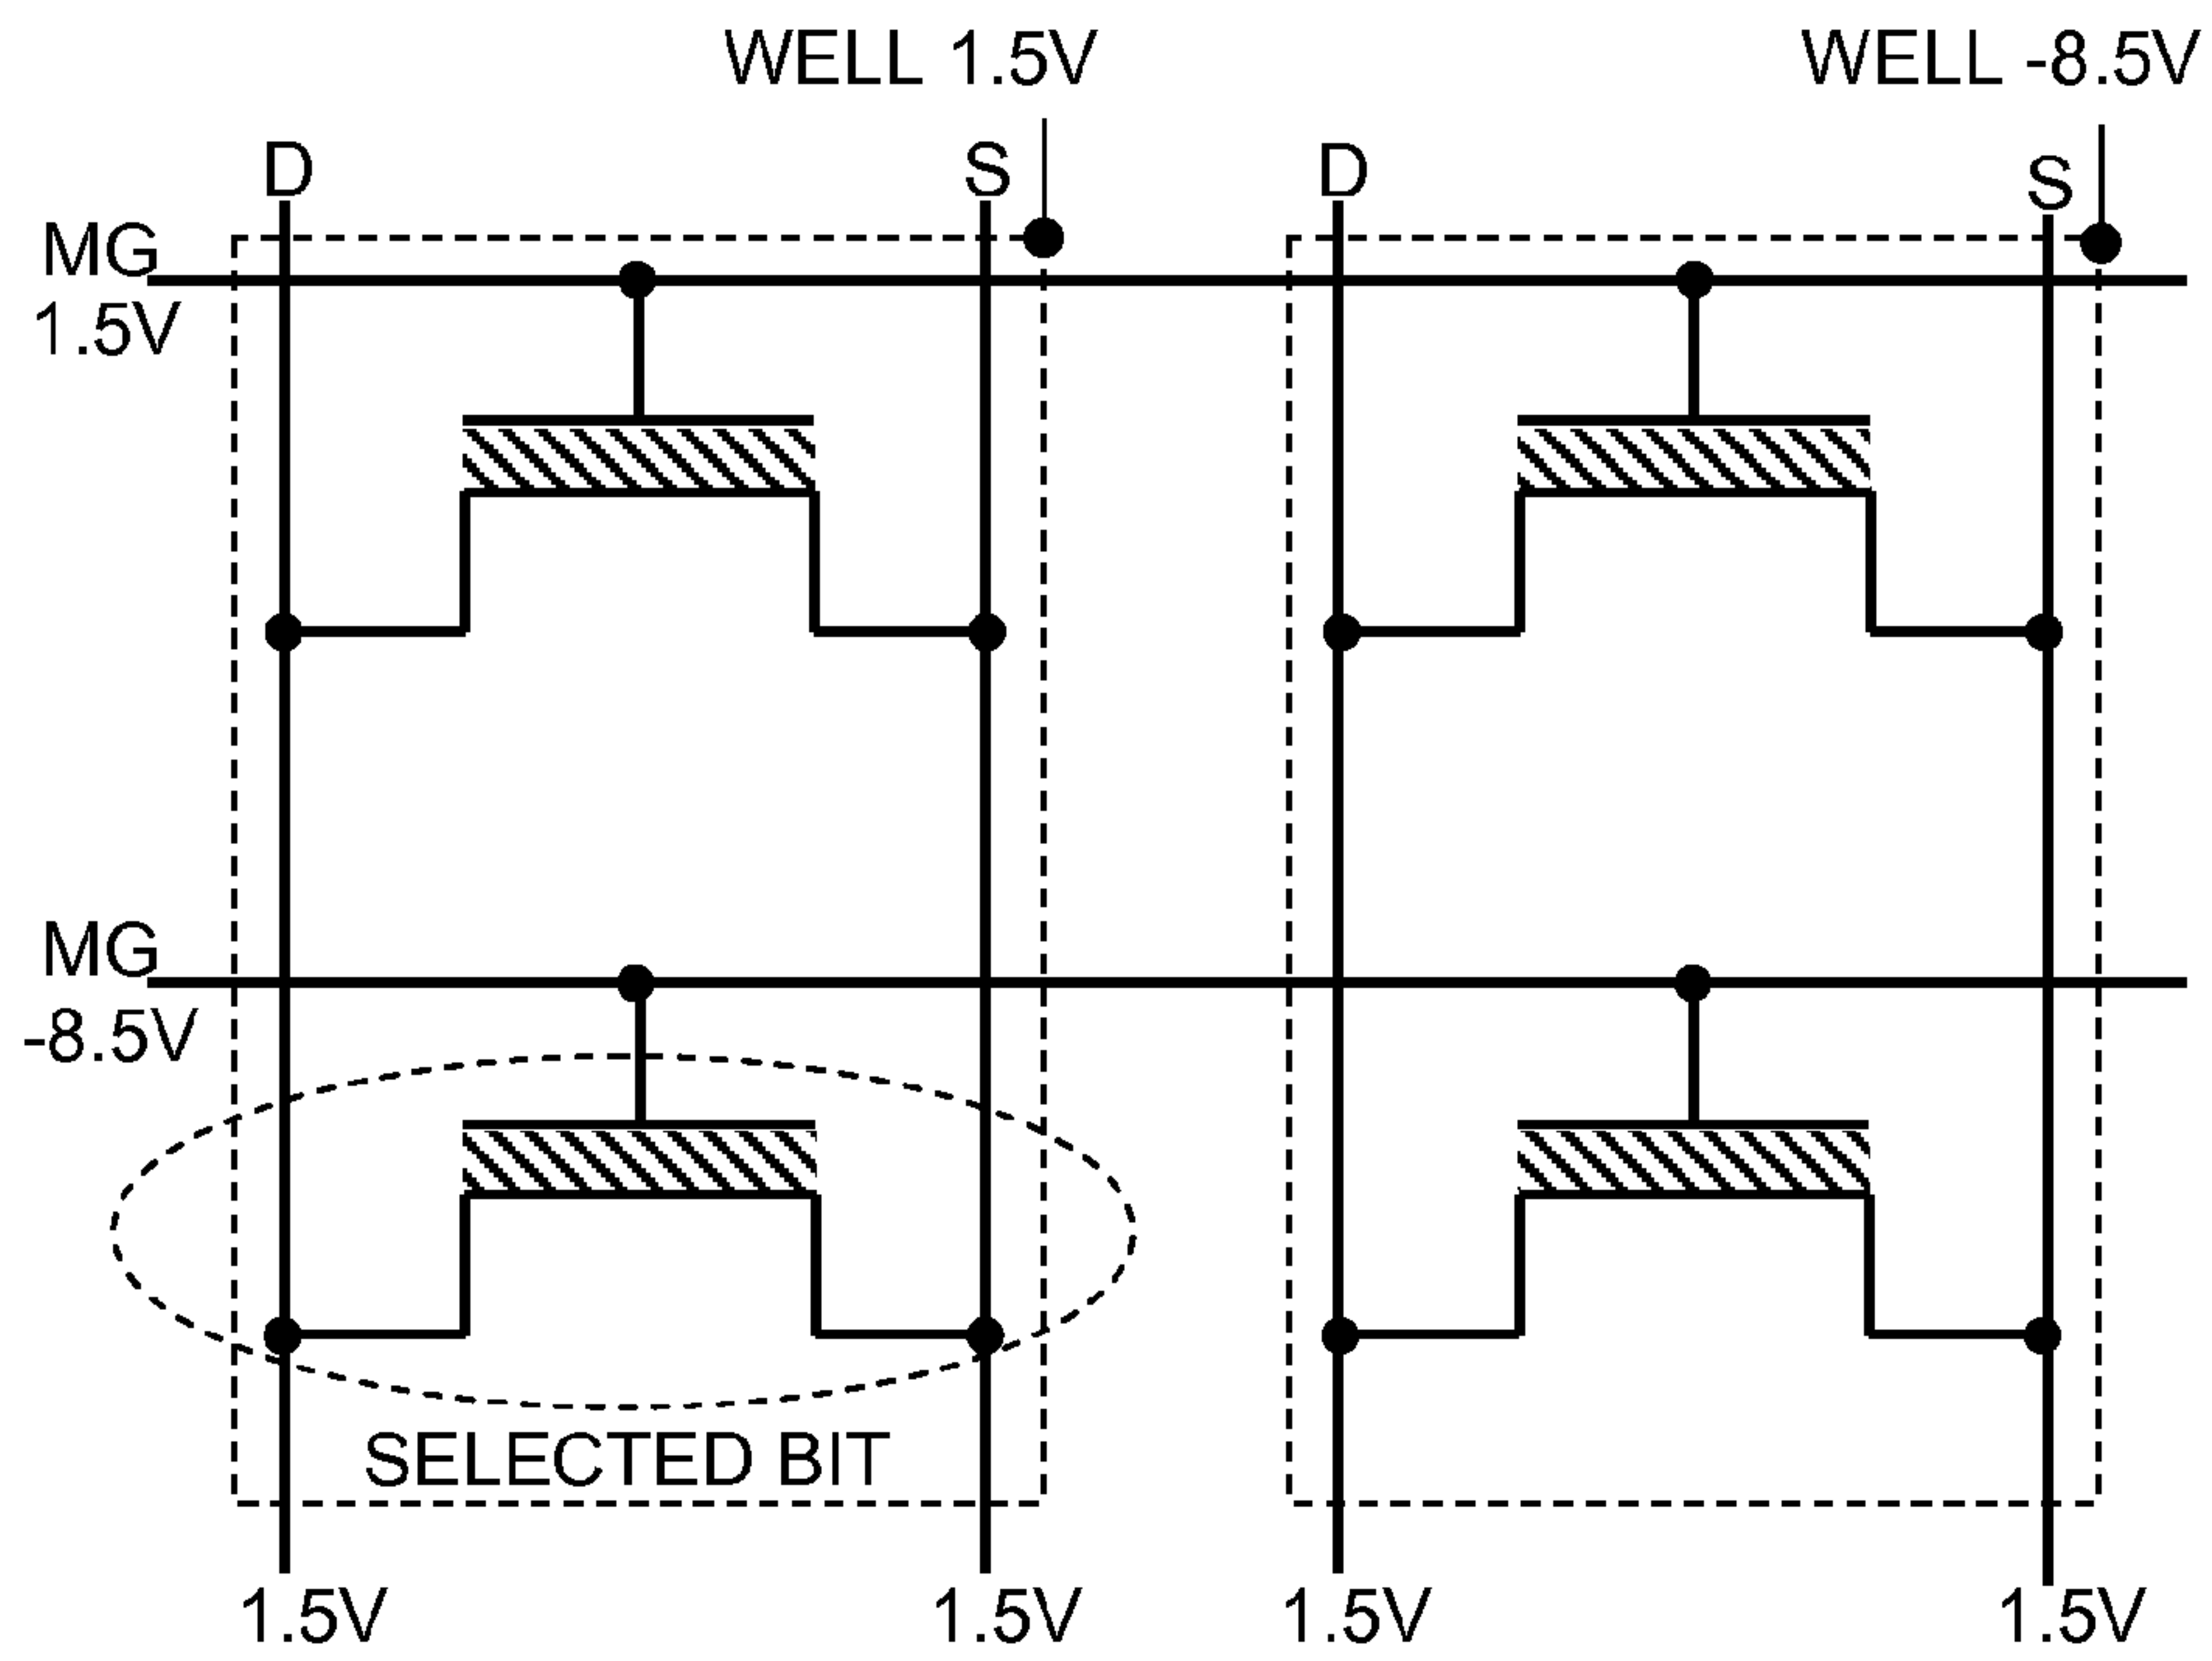 WELL 1.5V
WELL -8.5V
D
S
D
S
MG
1.5V
MG
-8.5V
SELECTED BIT
1.5V
1.5V
1.5V
1.5V